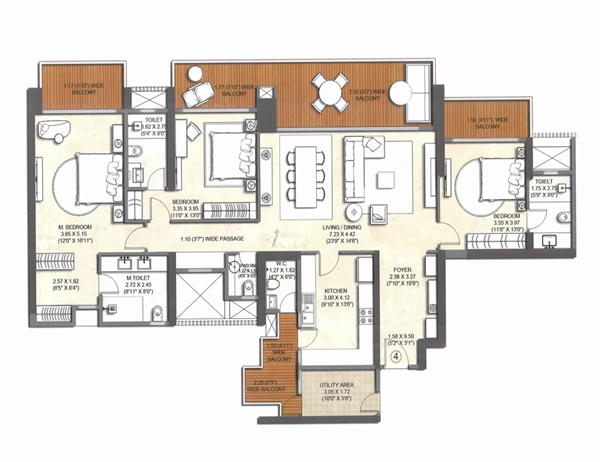 1.77 (5'10") WIDE
BALCONY
1.77 (5'10") WIDE
BALCONY
2.50 (8'2") WIDE
BALCONY
1.50 (4'11") WIDE
BALCONY
TOILET
1.62 X 2.75
(5'4" X 9'0")
TOIELT
1.75 X 2.75
(5'9" X 9'0")
M. BEDROOM
3.65 X 5.15
(12'0" X 16'11")
BEDROOM
3.35 X 3.95
(11'0" X 13'0")
BEDROOM
3.55 X 3.97
(11'8" X 13'0")
LIVING / DINING
7.23 X 4.42
(23'9" X 14'6")
1.10 (3'7") WIDE PASSAGE
2.57 X 1.92
(8'5" X 6'4")
M.TOILET
2.72 X 2.45
(8'11" X 8'0")
PWD RM
W.C.
1.27 X 1.82
(4'2" X 6'0")
KITCHEN
3.00 X 4.12
(9'10" X 13'6")
FOYER
2.38 X 3.27
(7'10" X 10'9")
1.58 X 9.50
(5'2" X 3'1")
4
1.50 (4'11")
WIDE
BALCONY
2.25 (7'5")
WIDE BALCONY
UTILITY AREA
3.05 X 1.72
(10'0" X 5'8")